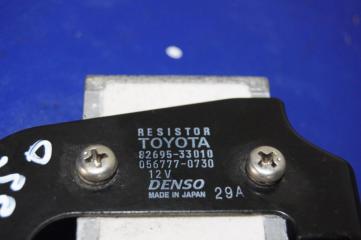 RESISTOR
TOYOTA
82695-33010
056777-0730
12V
DENSO
MADE IN JAPAN 29A